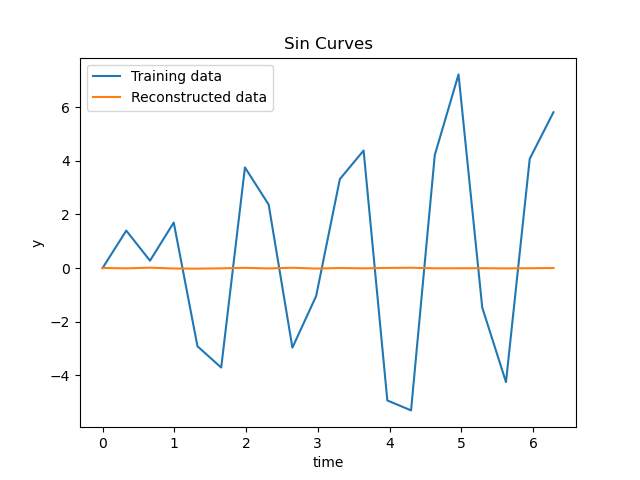 Sin Curves
Training data
Reconstructed data
y
6
4
2
0
−2
−4
0 1 2 3 4 5 6
time